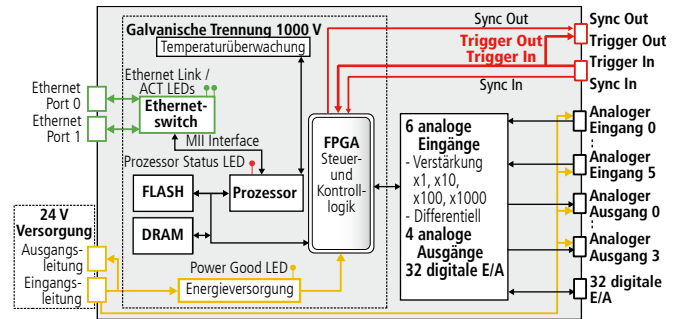 Galvanische Trennung 1000 V
Temperaturüberwachung
Sync Out
Trigger Out
Trigger In
Sync In
Sync Out
Trigger Out
Trigger In
Sync In
Ethernet
Port 0
Ethernet
Port 1
Ethernet Link /
ACT LEDs
Ethernet-
switch
MII Interface
Prozessor Status LED
FLASH
Prozessor
DRAM
FPGA
Steuer-
und
Kontroll-
logik
6 analoge
Eingänge
- Verstärkung
x1, x10,
x100, x1000
- Differentiell
4 analoge
Ausgänge
32 digitale E/A
Analoger
Eingang 0
Analoger
Eingang 5
Analoger
Ausgang 0
Analoger
Ausgang 3
32 digitale
E/A
24 V
Versorgung
Ausgangs-
leitung
Eingangs-
leitung
Power Good LED
Energieversorgung